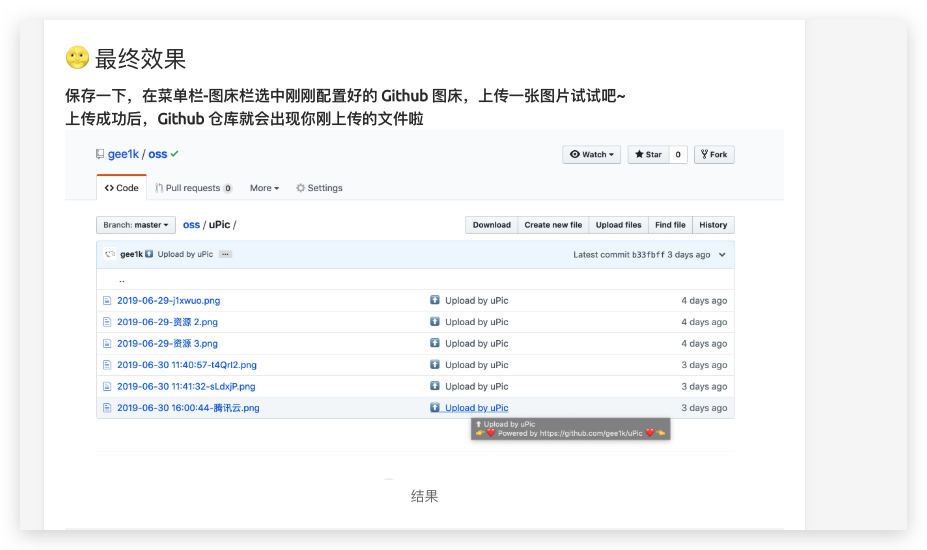 🌝 最终效果
保存一下，在菜单栏-图床栏选中刚刚配置好的 Github 图床，上传一张图片试试吧~
上传成功后，Github 仓库就会出现你刚上传的文件啦
gee1k / oss ✓ Watch Star 0 Fork
<> Code Pull requests 0 More Settings
Branch: master oss / uPic / Download Create new file Upload files Find file History
gee1k ⬆ Upload by uPic ... Latest commit b33fbff 3 days ago
..
2019-06-29-j1xwuo.png ⬆ Upload by uPic 4 days ago
2019-06-29-资源 2.png ⬆ Upload by uPic 4 days ago
2019-06-29-资源 3.png ⬆ Upload by uPic 4 days ago
2019-06-30 11:40:57-t4QrI2.png ⬆ Upload by uPic 3 days ago
2019-06-30 11:41:32-sLdxjP.png ⬆ Upload by uPic 3 days ago
2019-06-30 16:00:44-腾讯云.png ⬆ Upload by uPic 3 days ago
⬆ Upload by uPic
👉❤️ Powered by https://github.com/gee1k/uPic ❤️👈
结果